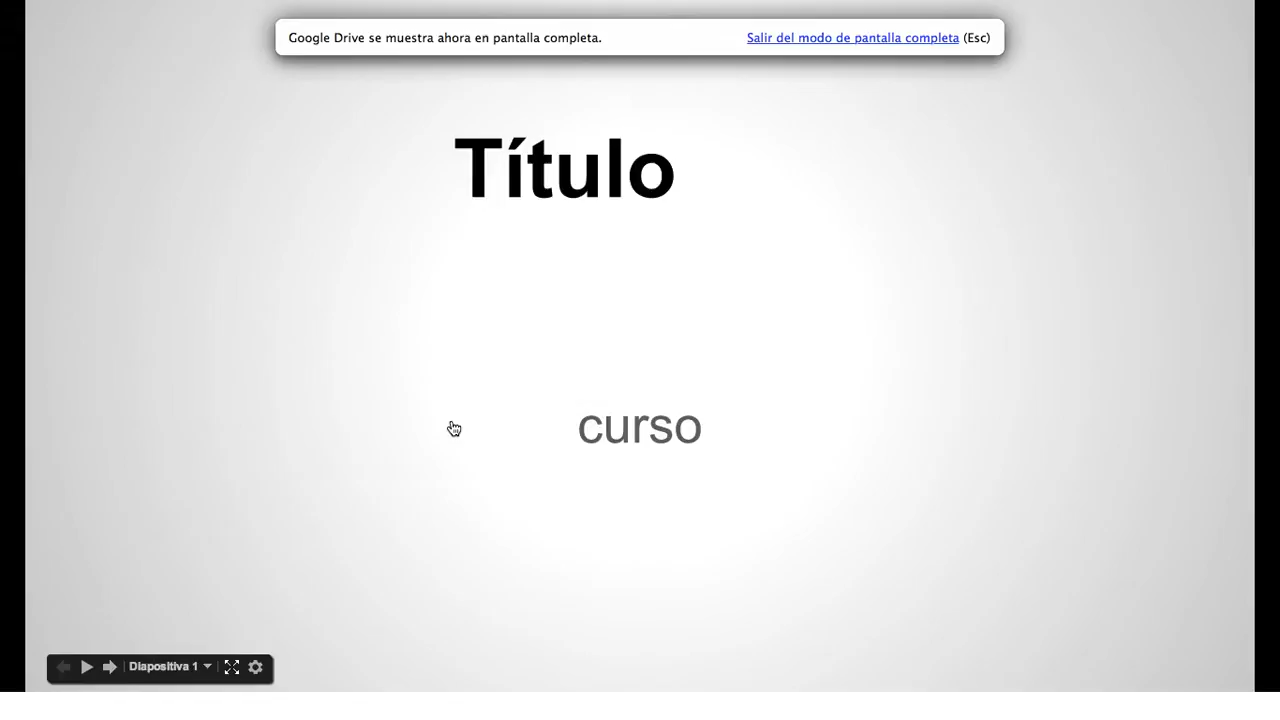 Google Drive se muestra ahora en pantalla completa. Salir del modo de pantalla completa (Esc)
Título
curso
Diapositiva 1